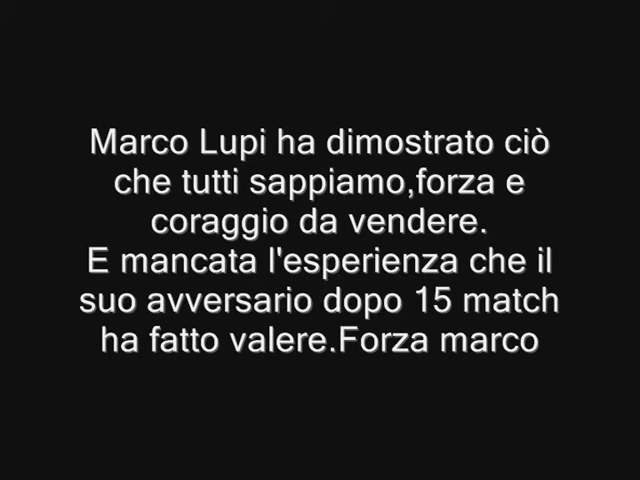 Marco Lupi ha dimostrato ciò
che tutti sappiamo,forza e
coraggio da vendere.
E mancata l'esperienza che il
suo avversario dopo 15 match
ha fatto valere.Forza marco